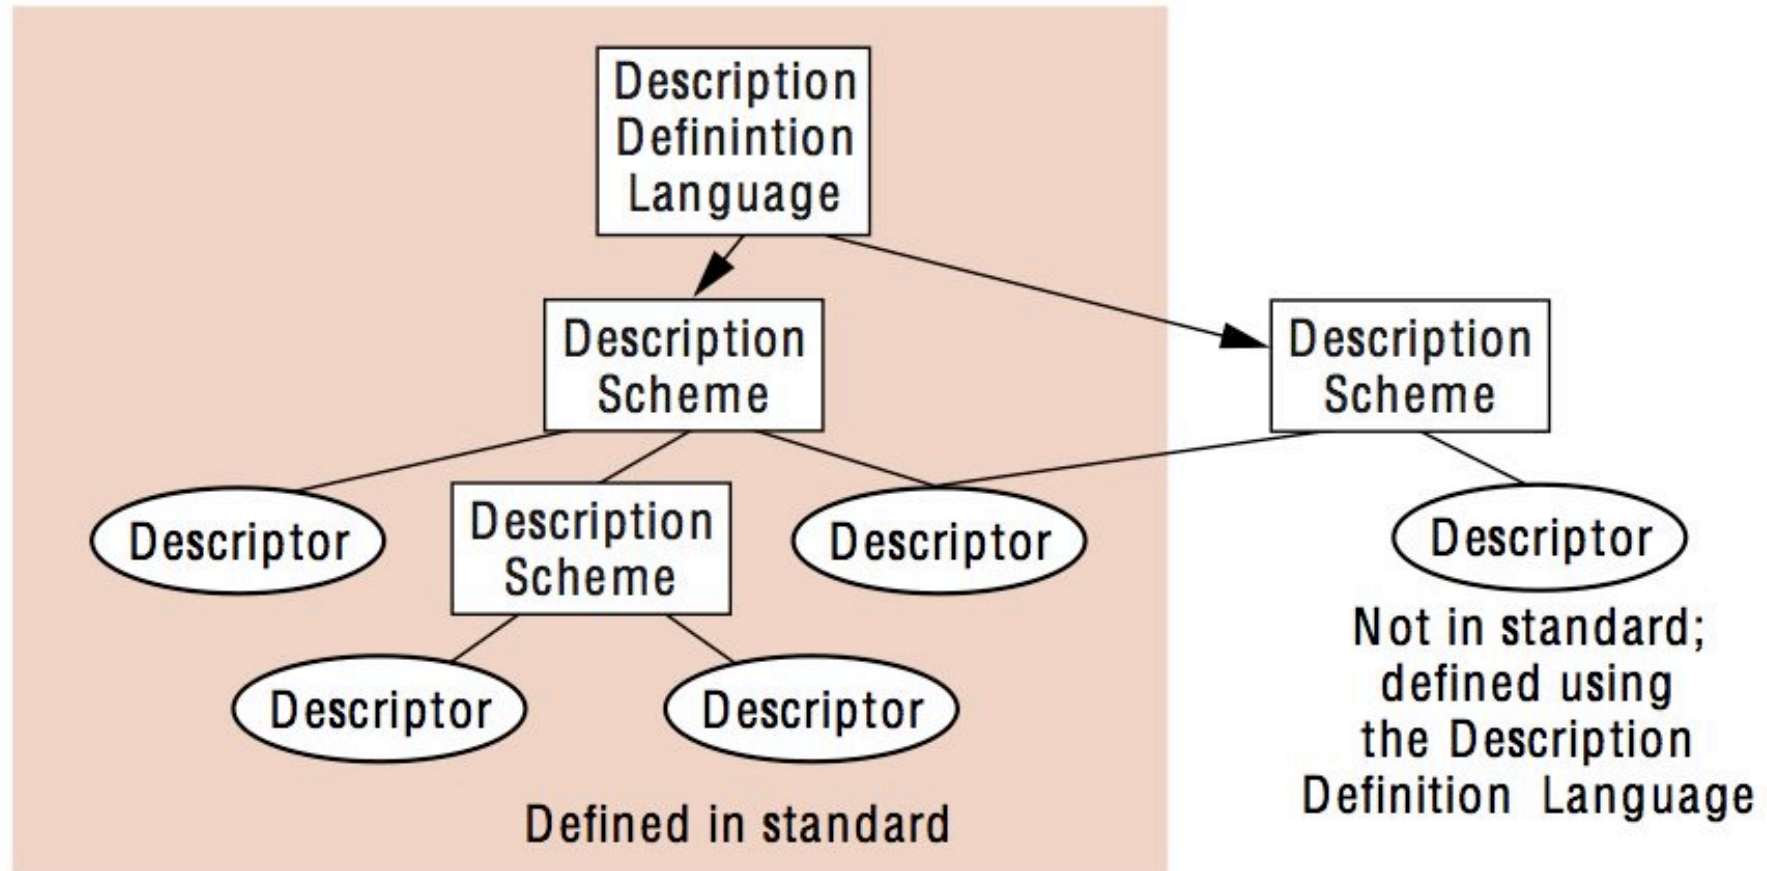 Description
Definintion
Language
Description
Scheme
Description
Scheme
Descriptor
Description
Scheme
Descriptor
Descriptor
Descriptor
Descriptor
Defined in standard
Not in standard;
defined using
the Description
Definition Language